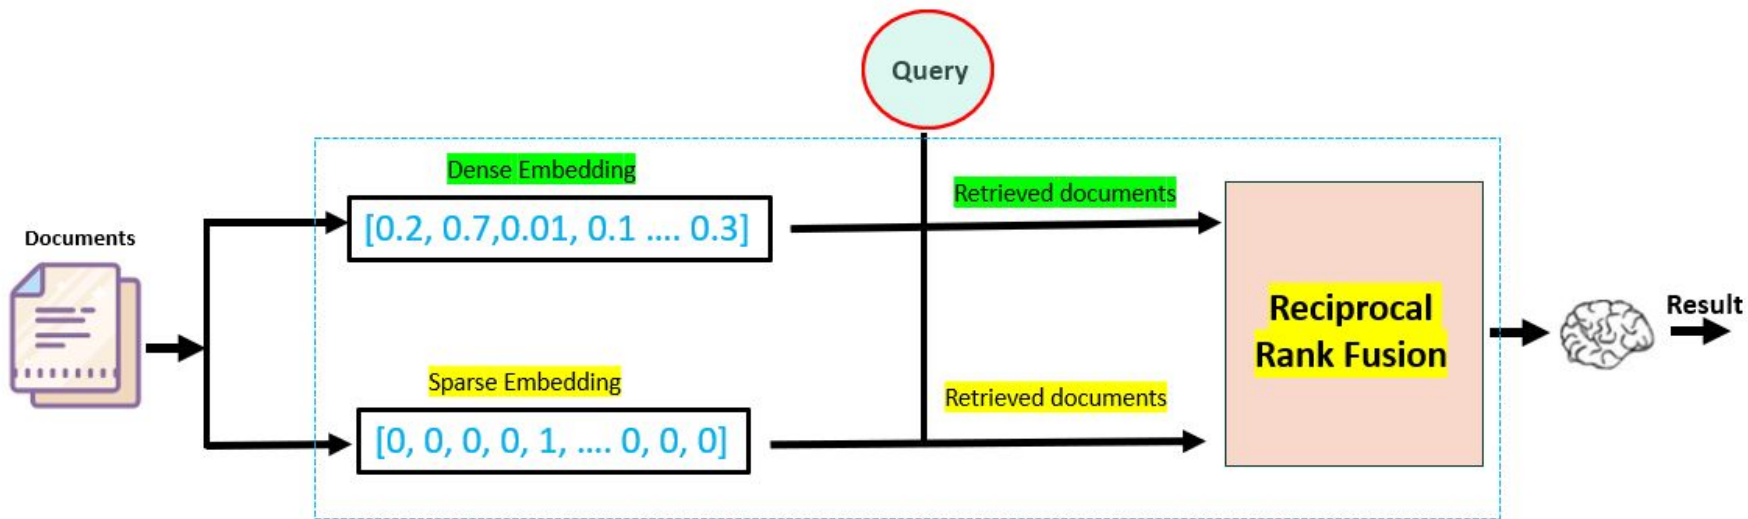 Query
Dense Embedding
[0.2, 0.7,0.01, 0.1 .... 0.3]
Retrieved documents
Documents
Reciprocal
Rank Fusion
Result
Sparse Embedding
[0, 0, 0, 0, 1, .... 0, 0, 0]
Retrieved documents